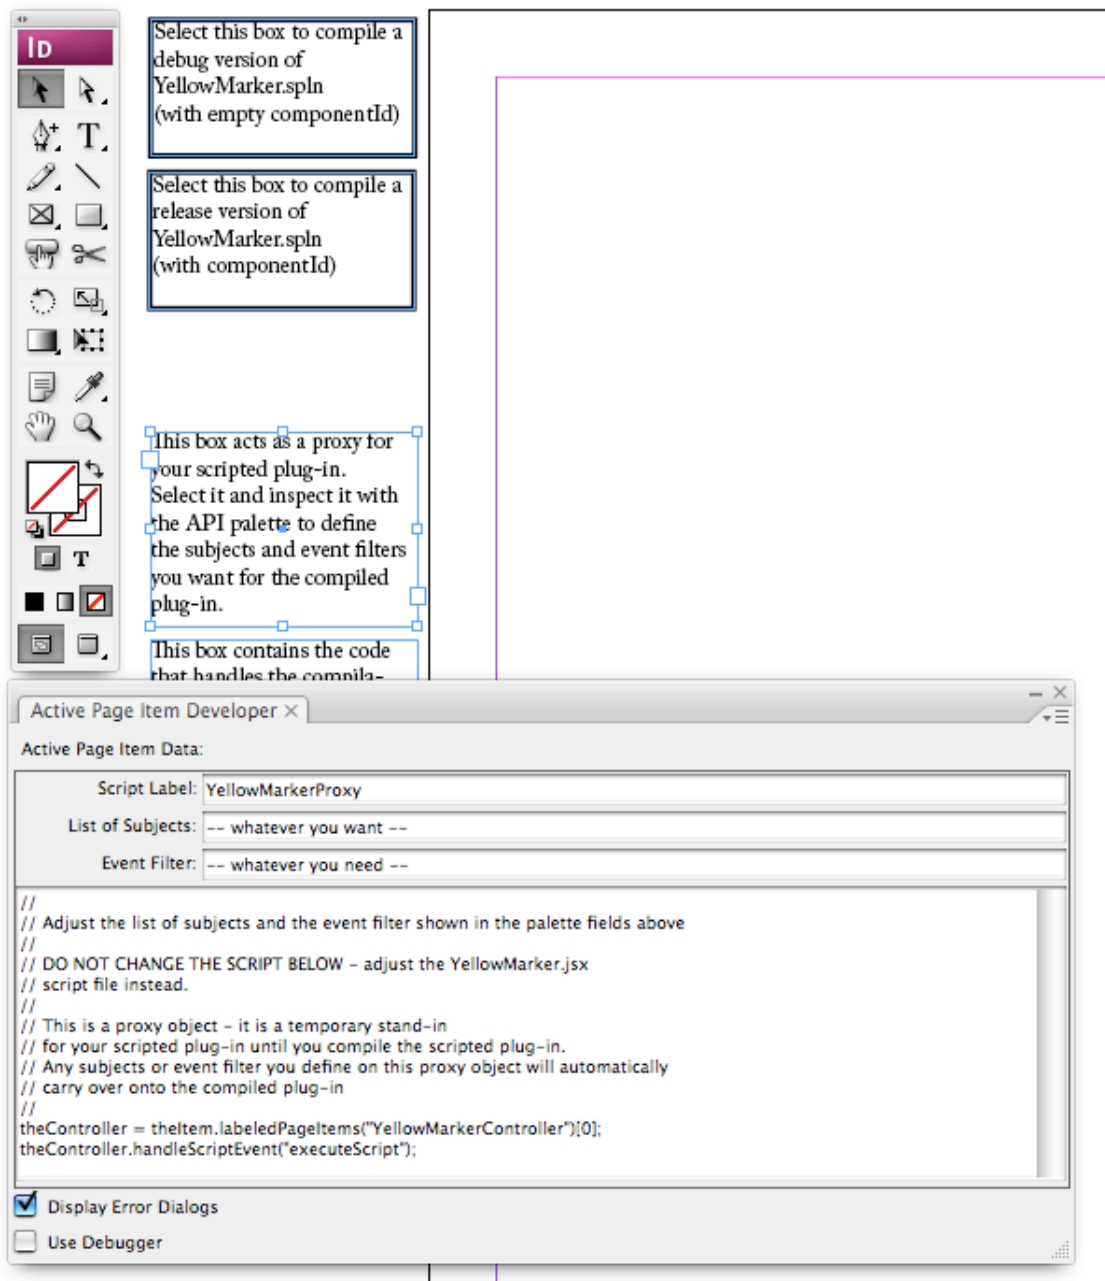 ID
Select this box to compile a
debug version of
YellowMarker.spln
(with empty componentId)
T
Select this box to compile a
release version of
YellowMarker.spln
(with componentId)
This box acts as a proxy for
your scripted plug-in.
Select it and inspect it with
the API palette to define
the subjects and event filters
you want for the compiled
plug-in.
T
This box contains the code
that handles the compila-
Active Page Item Developer
Active Page Item Data:
Script Label: YellowMarkerProxy
List of Subjects: -- whatever you want --
Event Filter: -- whatever you need --
//
// Adjust the list of subjects and the event filter shown in the palette fields above
//
// DO NOT CHANGE THE SCRIPT BELOW - adjust the YellowMarker.jsx
// script file instead.
//
// This is a proxy object - it is a temporary stand-in
// for your scripted plug-in until you compile the scripted plug-in.
// Any subjects or event filter you define on this proxy object will automatically
// carry over onto the compiled plug-in
//
theController = theItem.labeledPageItems("YellowMarkerController")[0];
theController.handleScriptEvent("executeScript");
Display Error Dialogs
Use Debugger